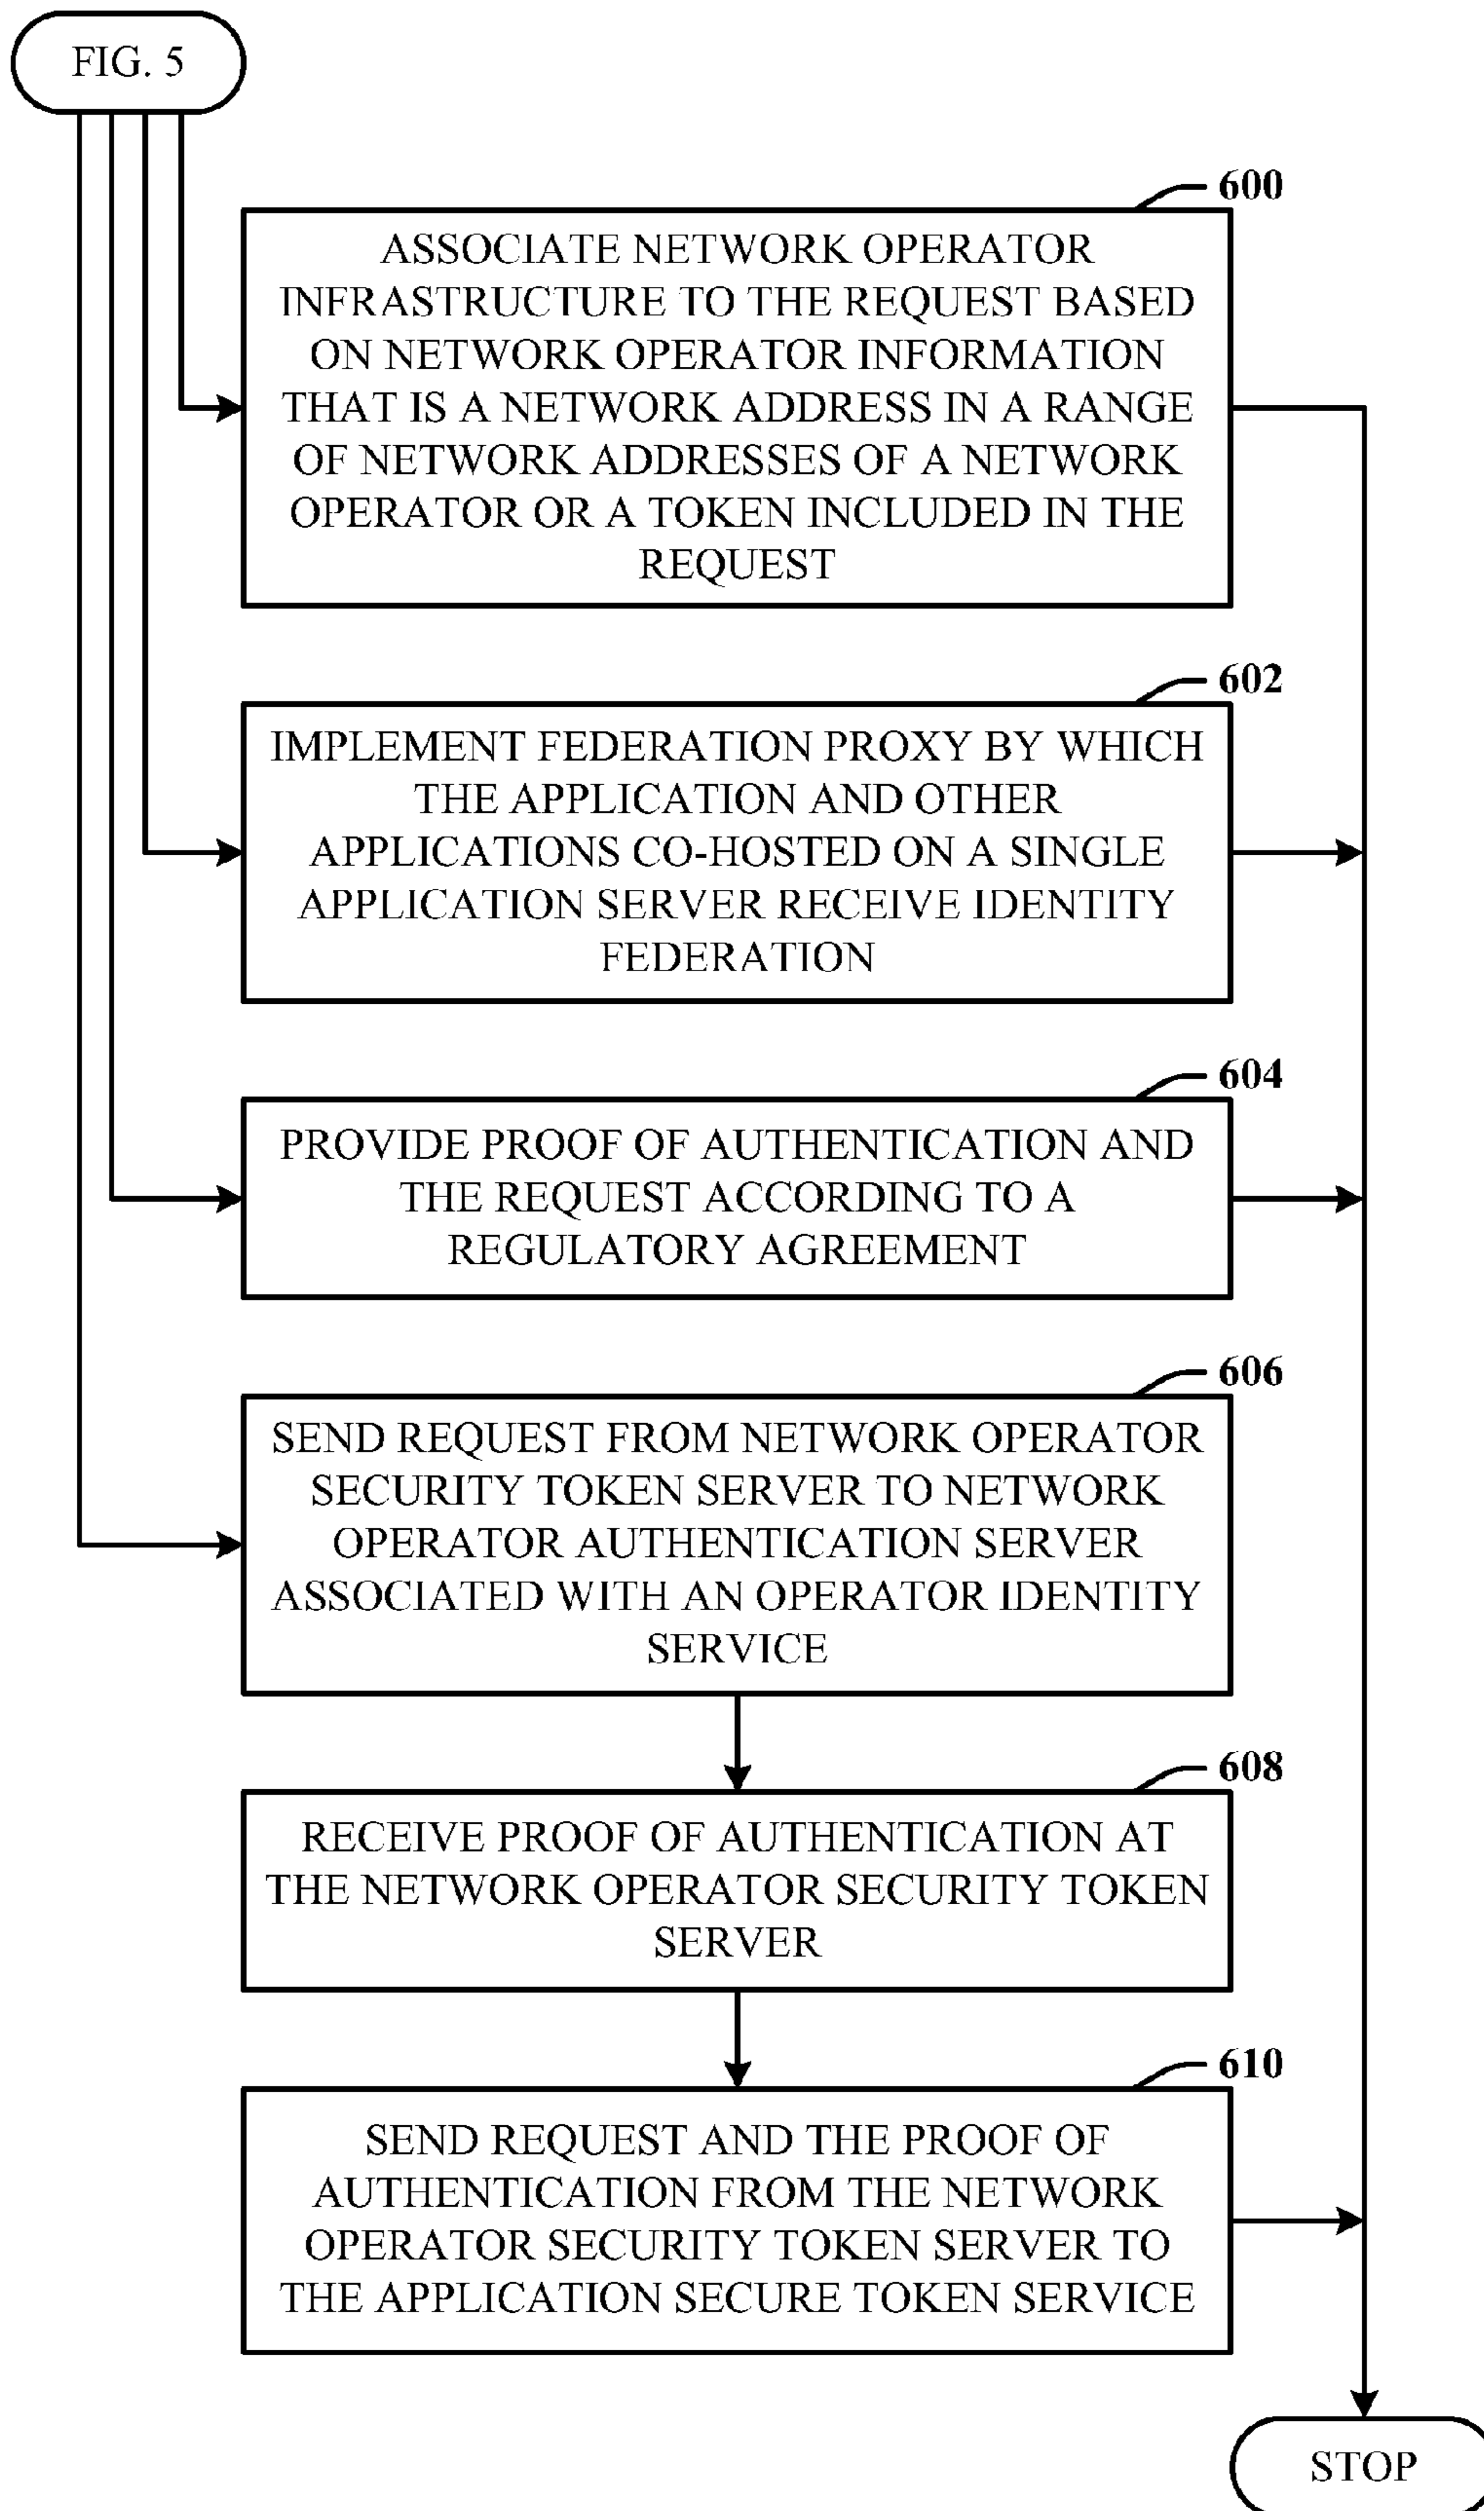 FIG. 5
600
ASSOCIATE NETWORK OPERATOR
INFRASTRUCTURE TO THE REQUEST BASED
ON NETWORK OPERATOR INFORMATION
THAT IS A NETWORK ADDRESS IN A RANGE
OF NETWORK ADDRESSES OF A NETWORK
OPERATOR OR A TOKEN INCLUDED IN THE
REQUEST
602
IMPLEMENT FEDERATION PROXY BY WHICH
THE APPLICATION AND OTHER
APPLICATIONS CO-HOSTED ON A SINGLE
APPLICATION SERVER RECEIVE IDENTITY
FEDERATION
604
PROVIDE PROOF OF AUTHENTICATION AND
THE REQUEST ACCORDING TO A
REGULATORY AGREEMENT
606
SEND REQUEST FROM NETWORK OPERATOR
SECURITY TOKEN SERVER TO NETWORK
OPERATOR AUTHENTICATION SERVER
ASSOCIATED WITH AN OPERATOR IDENTITY
SERVICE
608
RECEIVE PROOF OF AUTHENTICATION AT
THE NETWORK OPERATOR SECURITY TOKEN
SERVER
610
SEND REQUEST AND THE PROOF OF
AUTHENTICATION FROM THE NETWORK
OPERATOR SECURITY TOKEN SERVER TO
THE APPLICATION SECURE TOKEN SERVICE
STOP